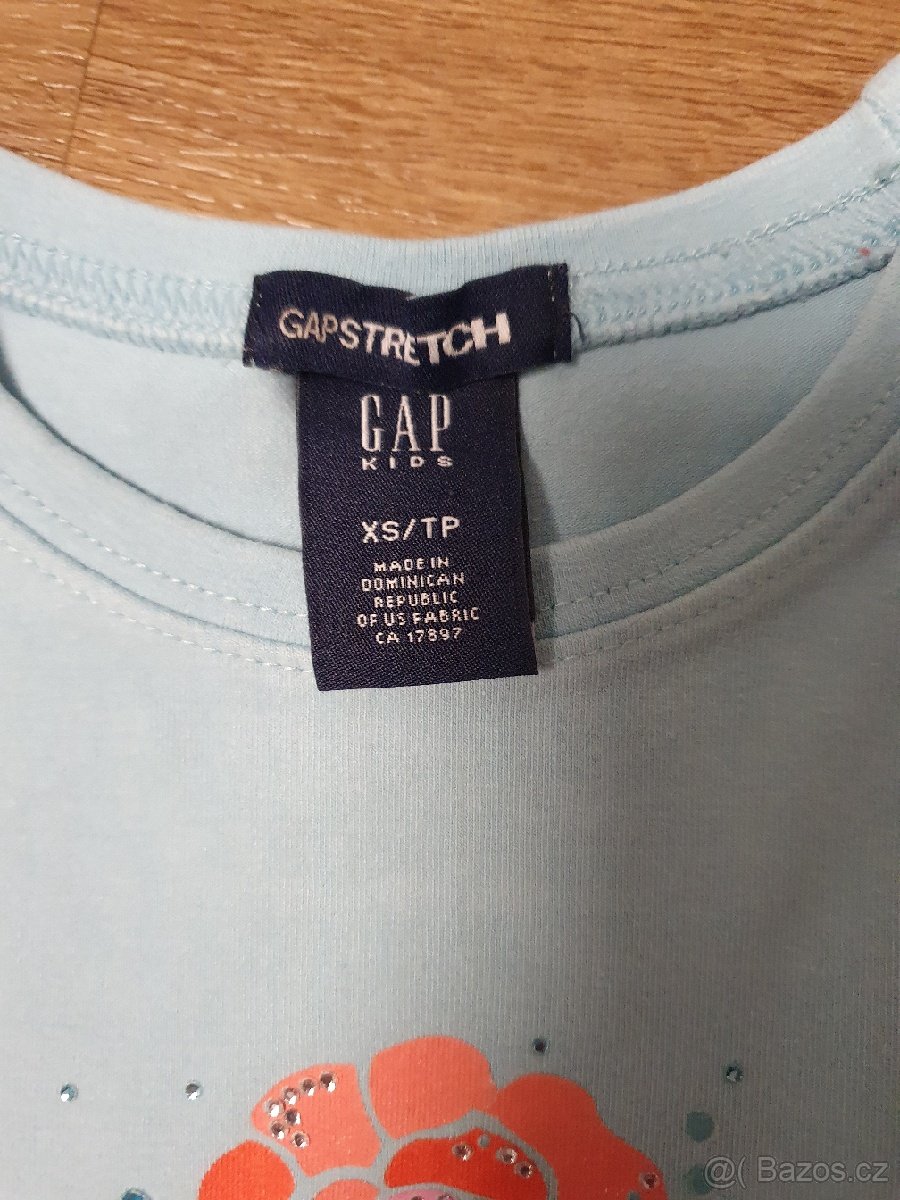 GAPSTRETCH
GAP
KIDS
XS/TP
MADE IN
DOMINICAN
REPUBLIC
OF US FABRIC
CA 17897
@( Bazos.cz